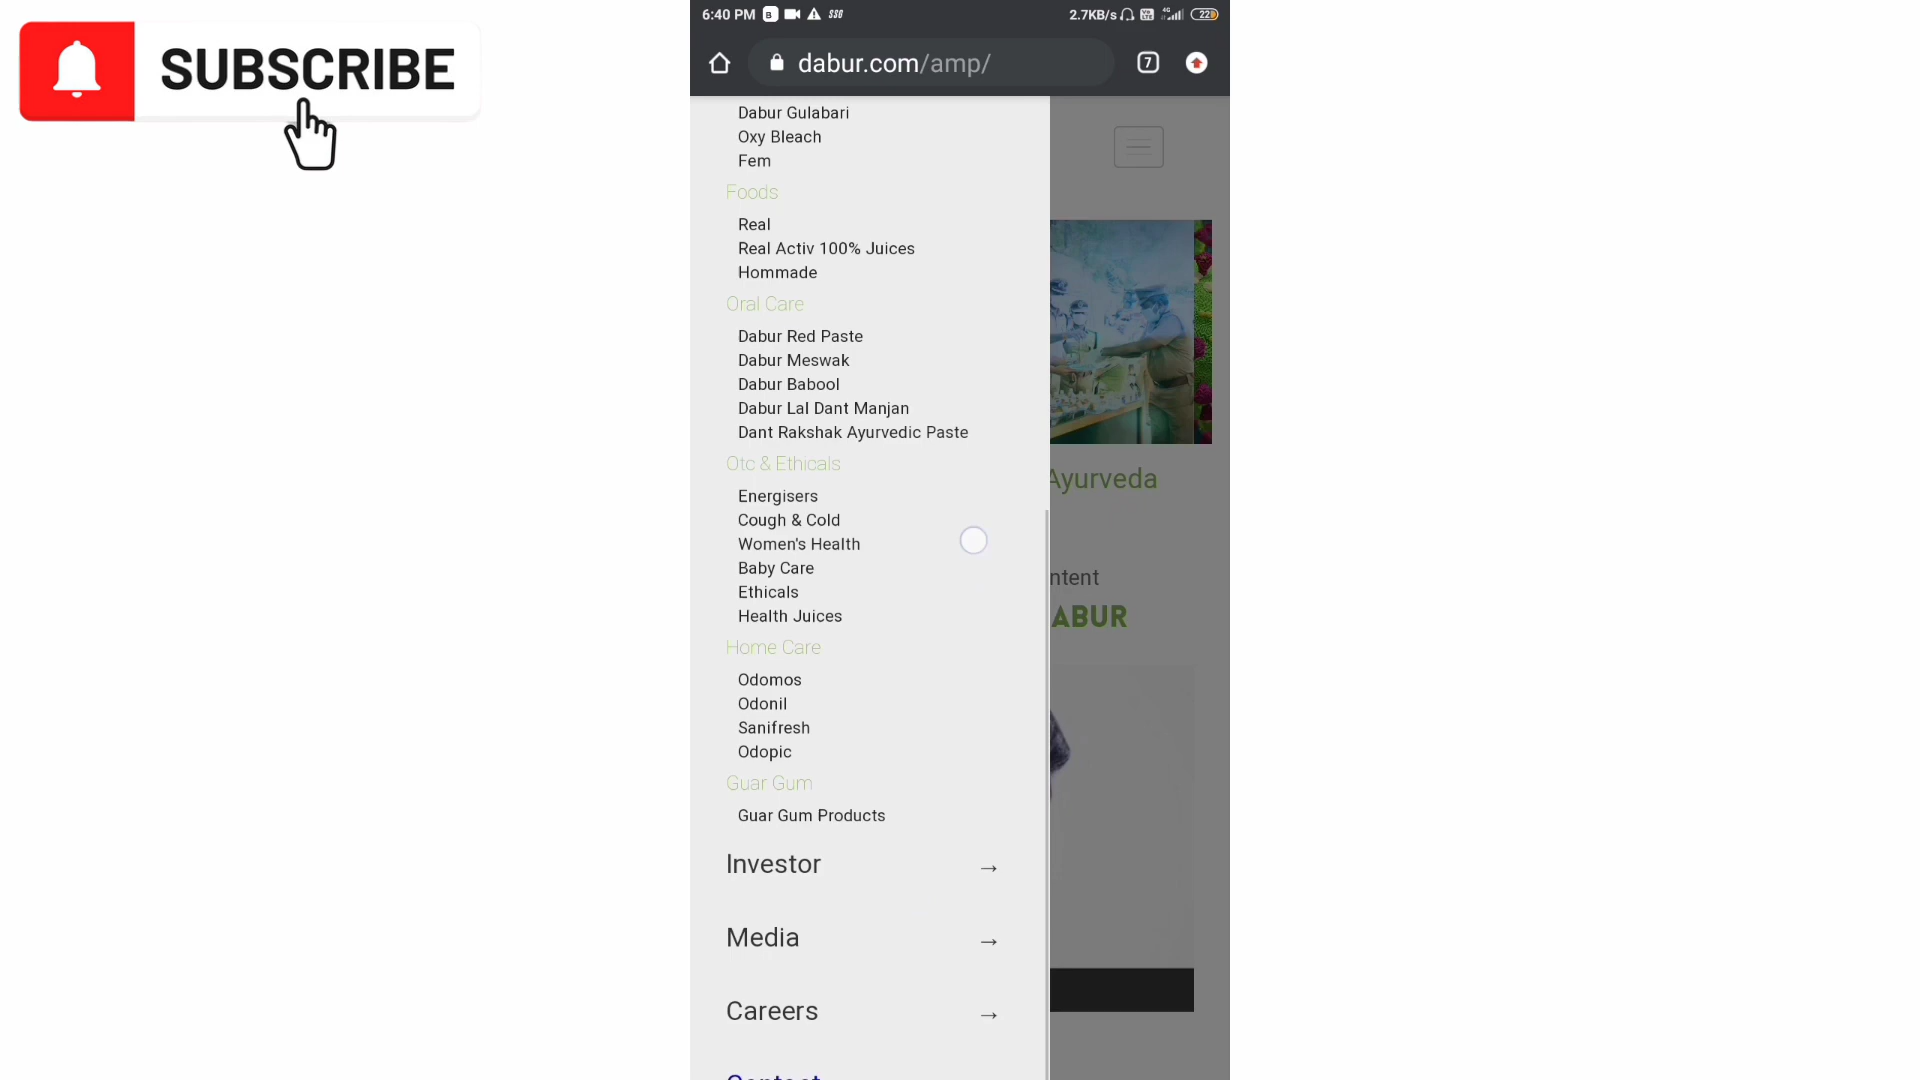 SUBSCRIBE
6:40 PM
2.7KB/s
4G
22
dabur.com/amp/
7
Dabur Gulabari
Oxy Bleach
Fem
Foods
Real
Real Activ 100% Juices
Hommade
Oral Care
Dabur Red Paste
Dabur Meswak
Dabur Babool
Dabur Lal Dant Manjan
Dant Rakshak Ayurvedic Paste
Otc & Ethicals
Energisers
Cough & Cold
Women's Health
Baby Care
Ethicals
Health Juices
Home Care
Odomos
Odonil
Sanifresh
Odopic
Guar Gum
Guar Gum Products
Investor →
Media →
Careers →
Contact
Ayurveda
ntent
ABUR